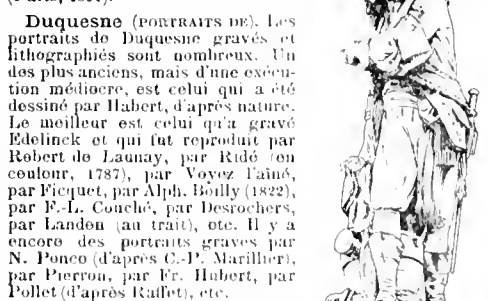 Duquesne (PORTRAITS DE). Les
portraits de Duquesne gravés et
lithographiés sont nombreux. Un
des plus anciens, mais d'une exécu-
tion médiocre, est celui qui a été
dessiné par Habert, d'après nature.
Le meilleur est celui qu'a gravé
Edelinck et qui fut reproduit par
Robert de Launay, par Ridé (en
couleur, 1787), par Voyez l'aîné,
par Ficquet, par Alph. Boilly (1822),
par F.-L. Couché, par Desrochers,
par Landon (au trait), etc. Il y a
encore des portraits gravés par
N. Ponce (d'après C.-P. Marillier),
par Pierron, par Fr. Hubert, par
Pollet (d'après Raffet), etc.